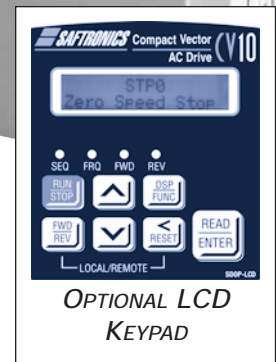 SAFTRONICS Compact Vector CV10
AC Drive
STP0
Zero Speed Stop
SEQ FRQ FWD REV
RUN STOP
DSP FUNC
FWD REV
< RESET
READ ENTER
LOCAL/REMOTE
SDOP-LCD
OPTIONAL LCD
KEYPAD